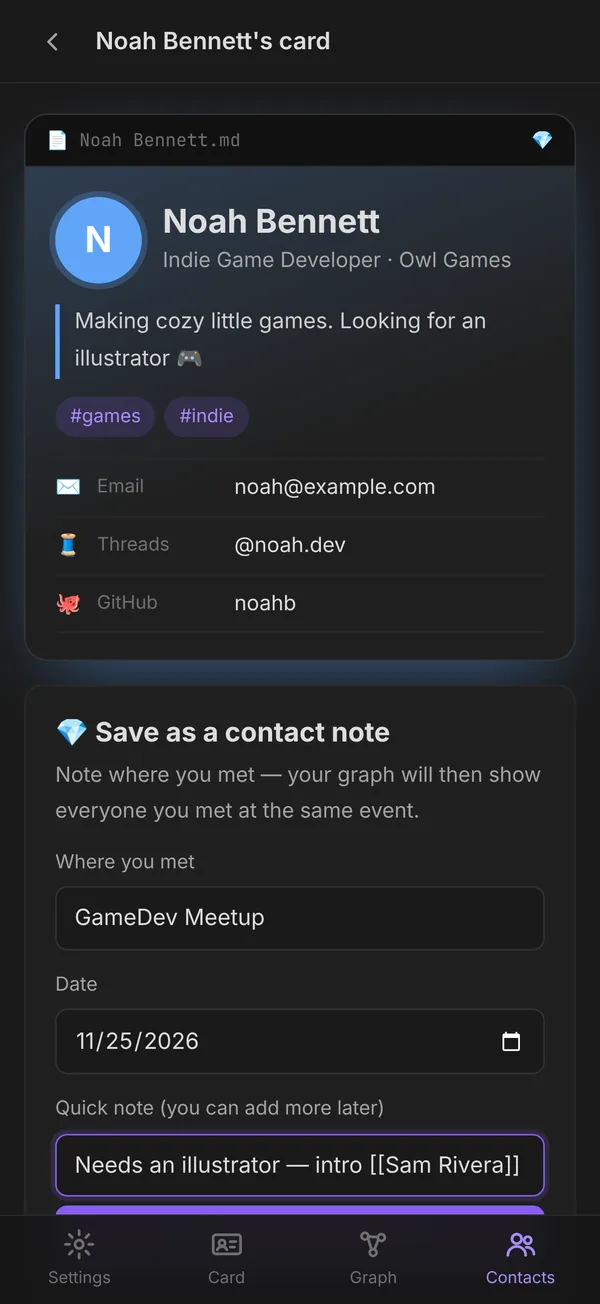 Noah Bennett's card
Noah Bennett.md
N
Noah Bennett
Indie Game Developer · Owl Games
Making cozy little games. Looking for an
illustrator 🎮
#games #indie
Email noah@example.com
Threads @noah.dev
GitHub noahb
💎 Save as a contact note
Note where you met — your graph will then show
everyone you met at the same event.
Where you met
GameDev Meetup
Date
11/25/2026
Quick note (you can add more later)
Needs an illustrator — intro [[Sam Rivera]]
Settings Card Graph Contacts